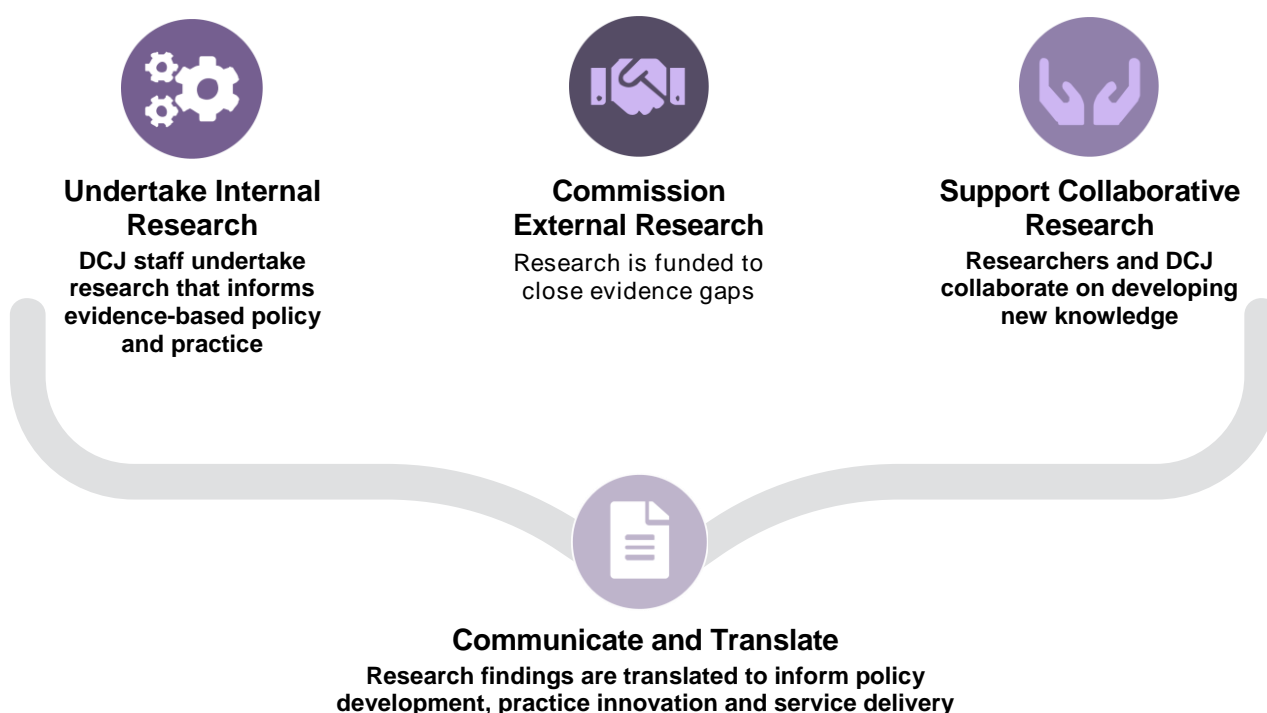 Undertake Internal
Research
DCJ staff undertake
research that informs
evidence-based policy
and practice
Commission
External Research
Research is funded to
close evidence gaps
Support Collaborative
Research
Researchers and DCJ
collaborate on developing
new knowledge
Communicate and Translate
Research findings are translated to inform policy
development, practice innovation and service delivery